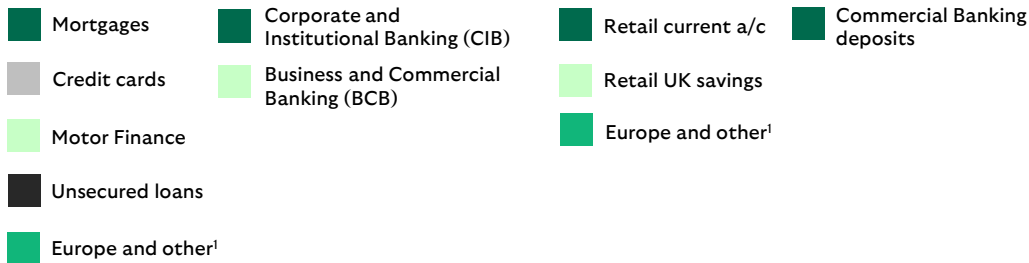 Mortgages
Credit cards
Motor Finance
Unsecured loans
Europe and other¹
Corporate and
Institutional Banking (CIB)
Business and Commercial
Banking (BCB)
Retail current a/c
Retail UK savings
Europe and other¹
Commercial Banking
deposits